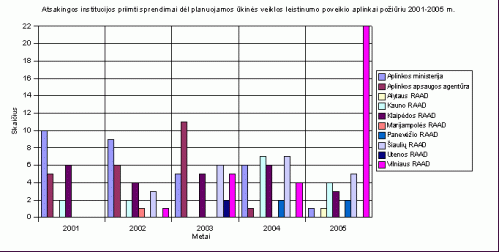 Atsakingos institucijos priimti sprendimai dėl planuojamos ūkinės veiklos leistinumo poveikio aplinkai požiūriu 2001-2005 m.
Skaičius
22
20
18
16
14
12
10
8
6
4
2
0
2001
2002
2003
2004
2005
Metai
Aplinkos ministerija
Aplinkos apsaugos agentūra
Alytaus RAAD
Kauno RAAD
Klaipėdos RAAD
Marijampolės RAAD
Panevėžio RAAD
Šiaulių RAAD
Utenos RAAD
Vilniaus RAAD